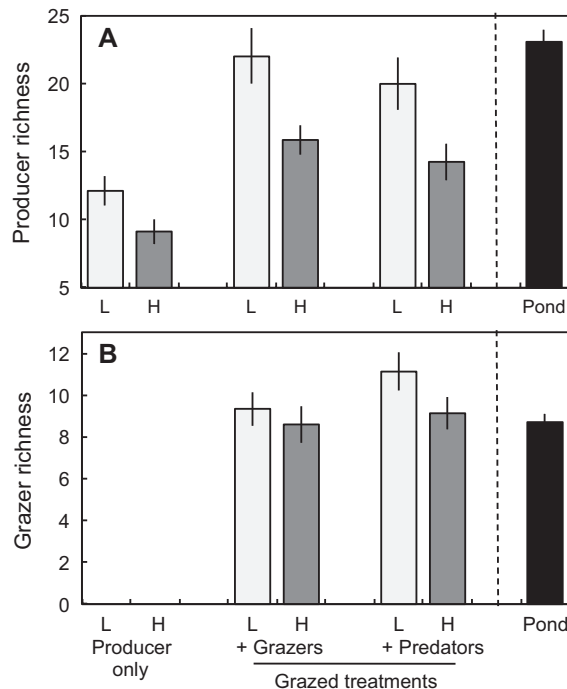 A
Producer richness
25
20
15
10
5
L H L H L H Pond
B
Grazer richness
12
10
8
6
4
2
0
L H L H L H Pond
Producer only + Grazers + Predators
Grazed treatments